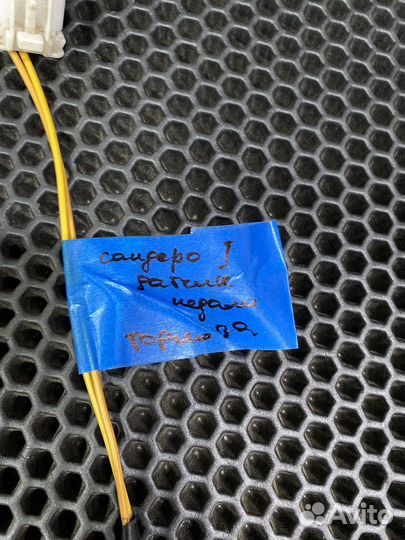 сандеро I
датчик
педали
тормоза
Avito